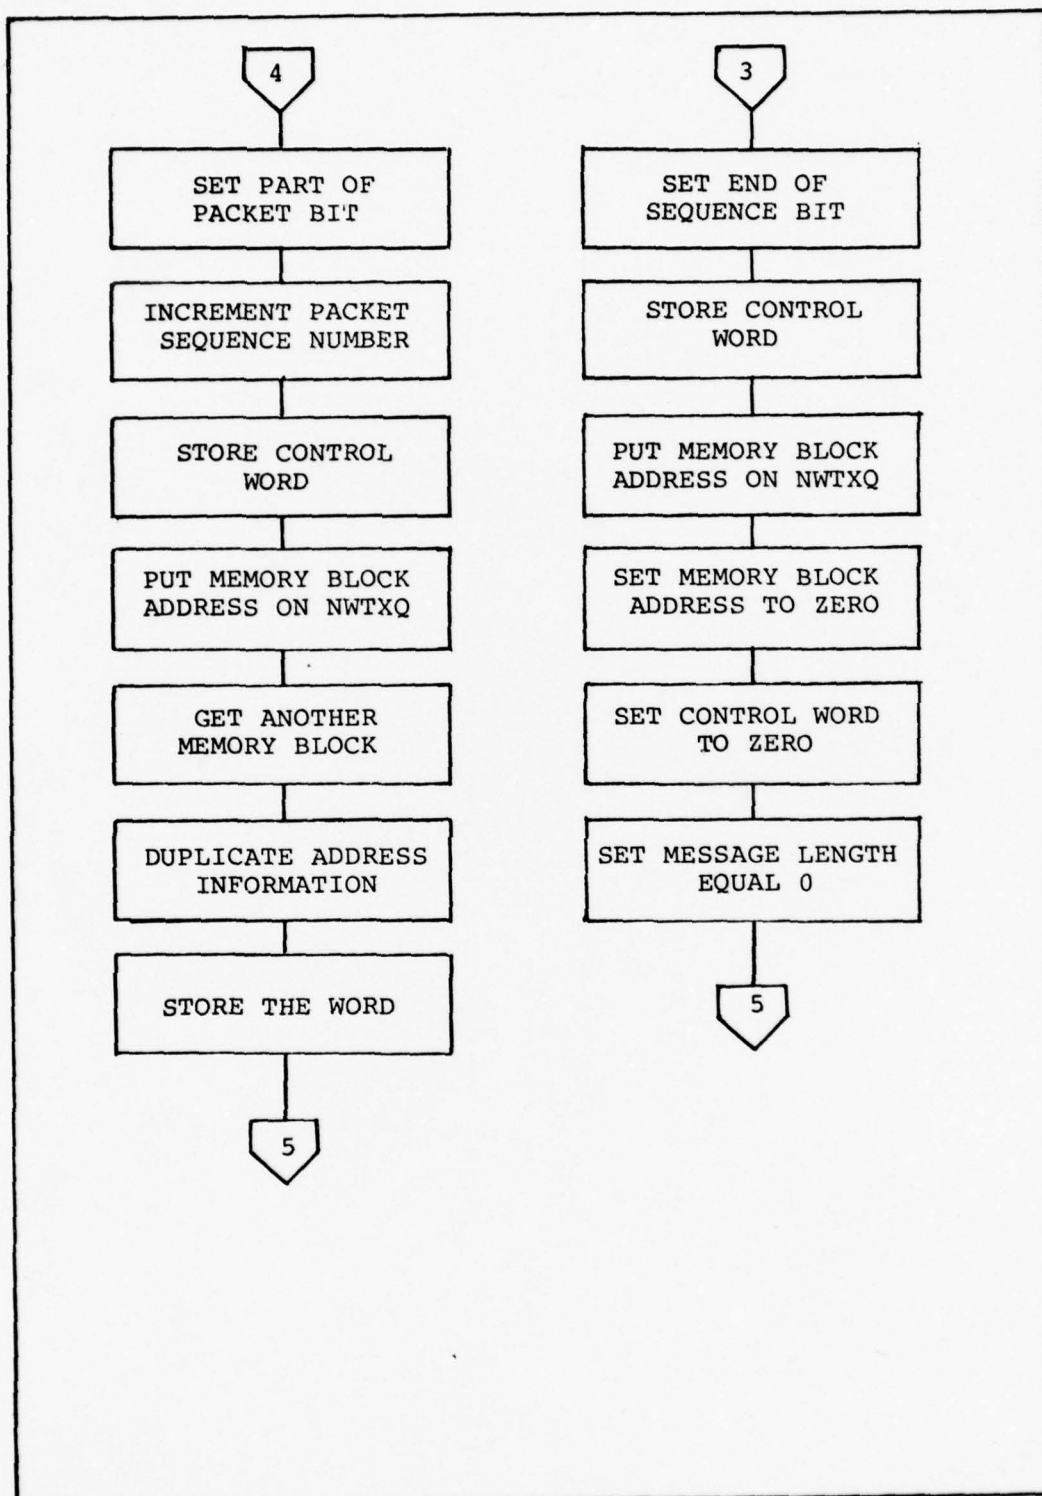 4
SET PART OF
PACKET BIT
INCREMENT PACKET
SEQUENCE NUMBER
STORE CONTROL
WORD
PUT MEMORY BLOCK
ADDRESS ON NWTXQ
GET ANOTHER
MEMORY BLOCK
DUPLICATE ADDRESS
INFORMATION
STORE THE WORD
5
3
SET END OF
SEQUENCE BIT
STORE CONTROL
WORD
PUT MEMORY BLOCK
ADDRESS ON NWTXQ
SET MEMORY BLOCK
ADDRESS TO ZERO
SET CONTROL WORD
TO ZERO
SET MESSAGE LENGTH
EQUAL 0
5